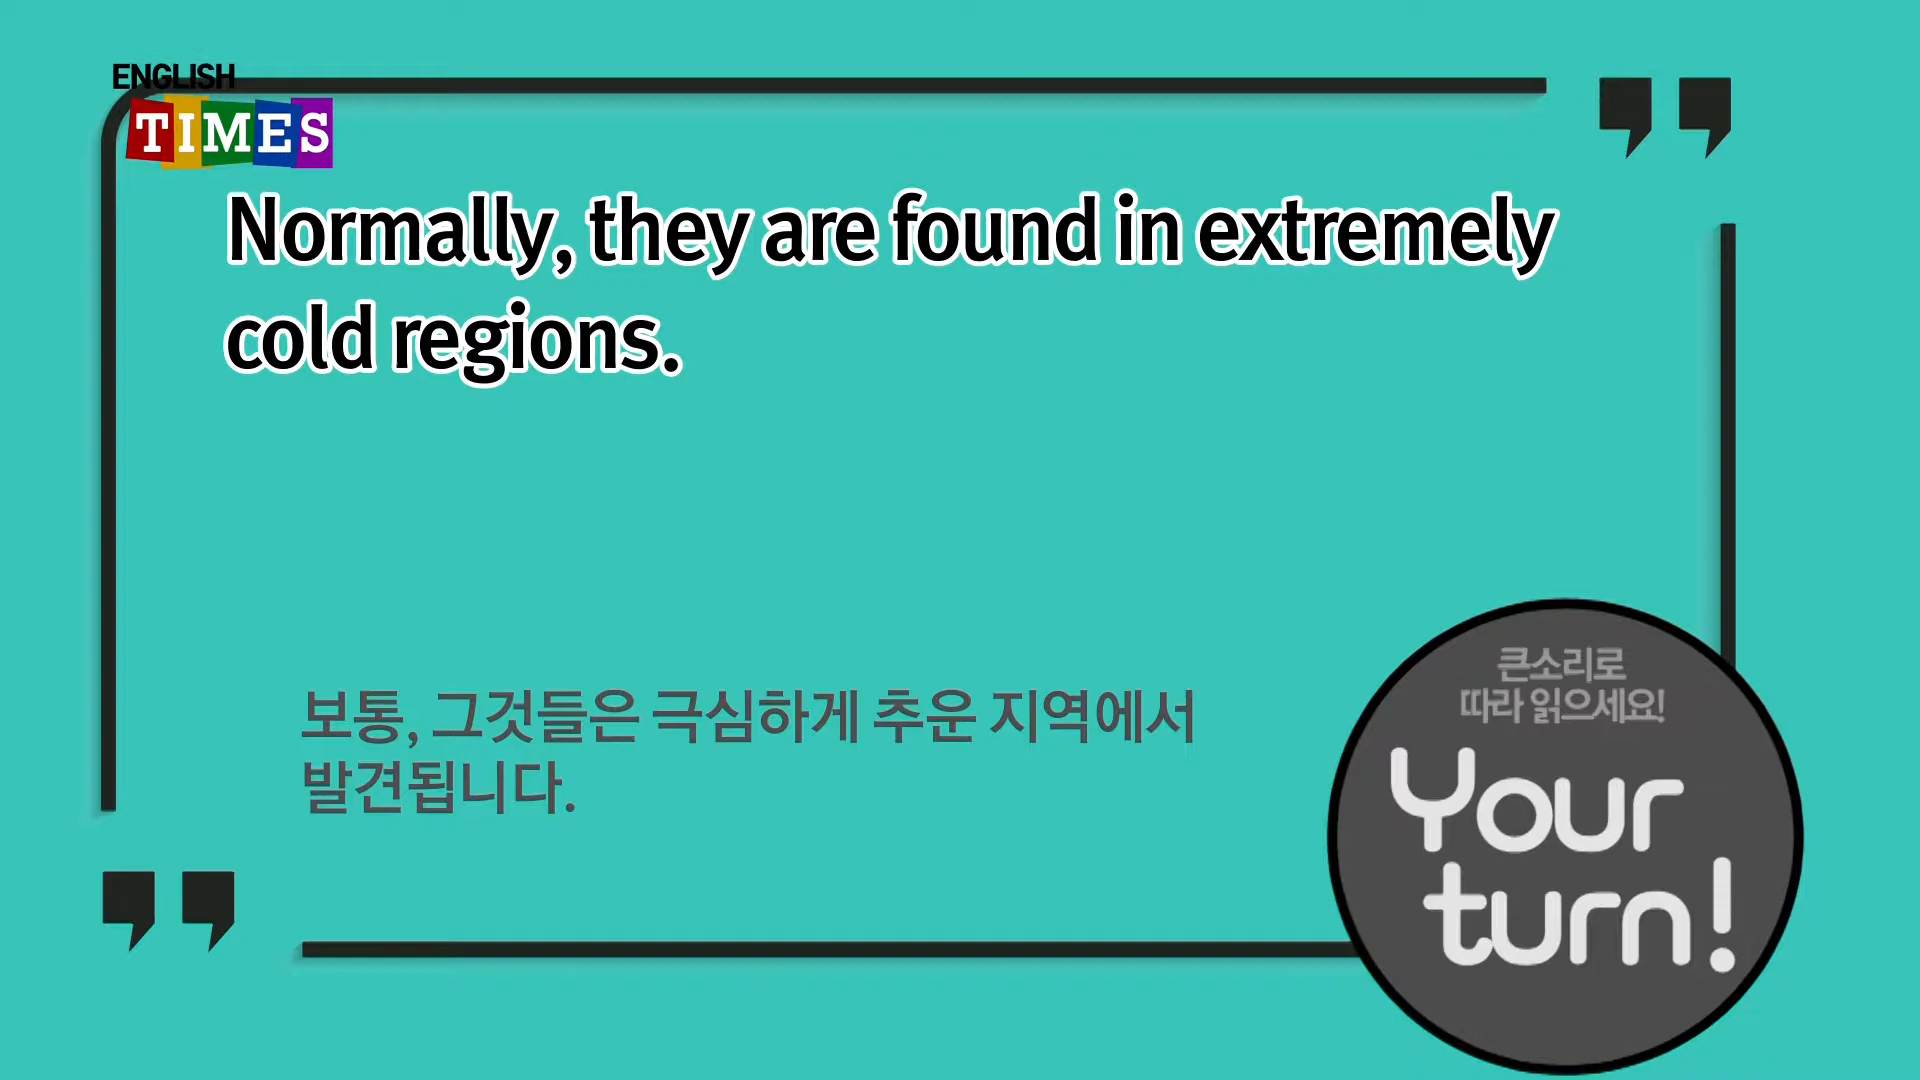 ENGLISH
TIMES
Normally, they are found in extremely
cold regions.
보통, 그것들은 극심하게 추운 지역에서
발견됩니다.
큰소리로
따라 읽으세요!
Your
turn!